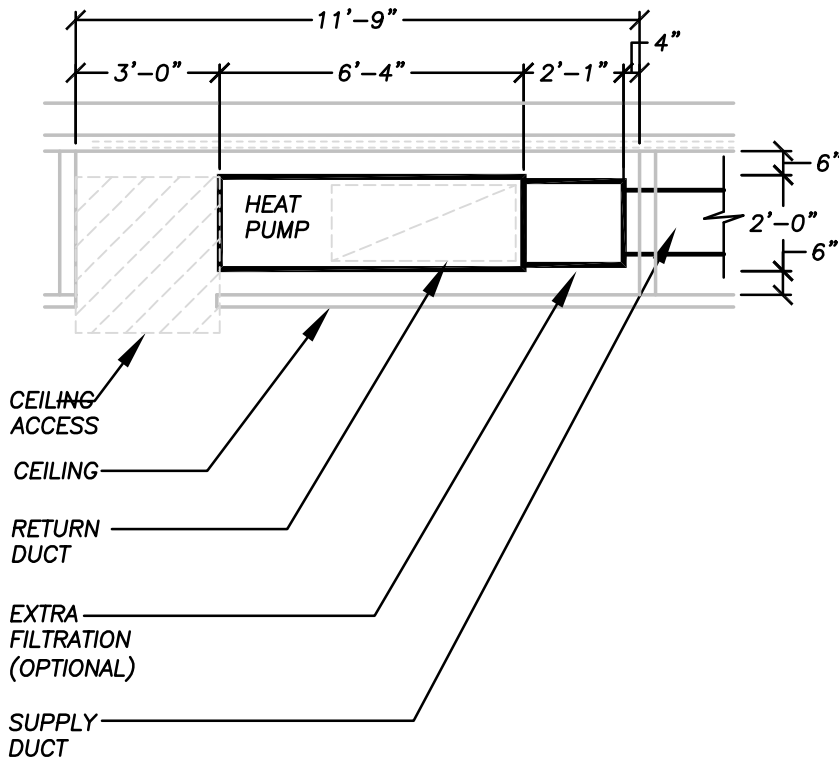 11'-9"
4"
3'-0"
6'-4"
2'-1"
6"
HEAT
PUMP
2'-0"
6"
CEILING
ACCESS
CEILING
RETURN
DUCT
EXTRA
FILTRATION
(OPTIONAL)
SUPPLY
DUCT